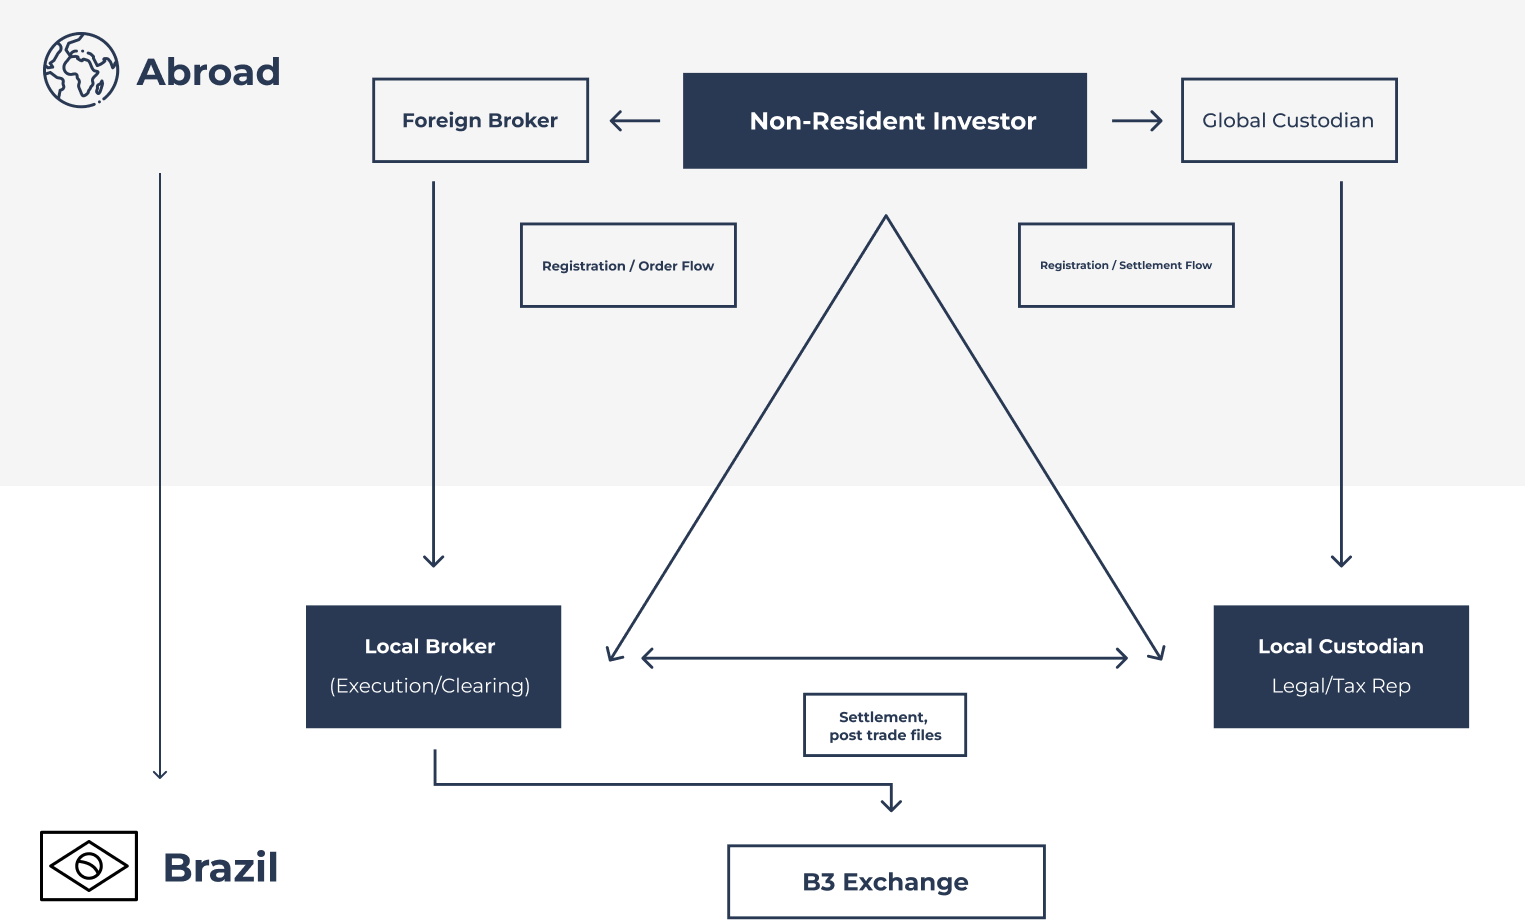 Abroad
Foreign Broker
Non-Resident Investor
Global Custodian
Registration / Order Flow
Registration / Settlement Flow
Local Broker
(Execution/Clearing)
Local Custodian
Legal/Tax Rep
Settlement,
post trade files
Brazil
B3 Exchange